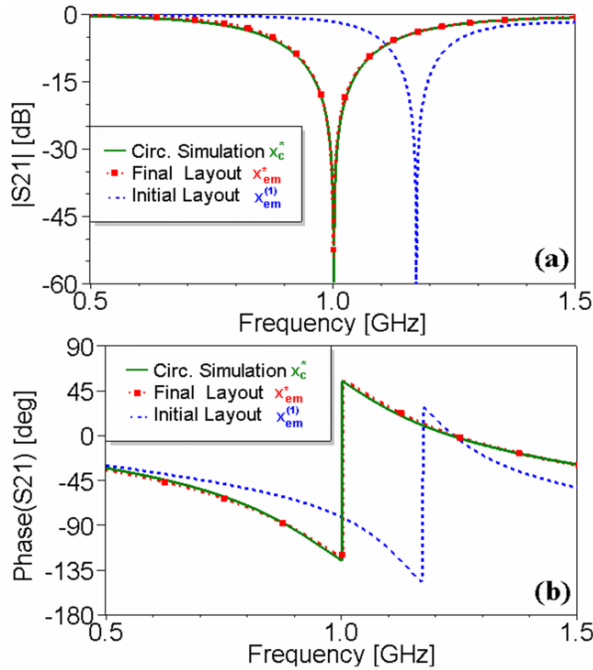 0
-15
-30
-45
-60
|S21| [dB]
Circ. Simulation x*c
Final Layout x*em
Initial Layout x(1)em
(a)
0.5 1.0 1.5
Frequency [GHz]
90
45
0
-45
-90
-135
-180
Phase(S21) [deg]
Circ. Simulation x*c
Final Layout x*em
Initial Layout x(1)em
(b)
0.5 1.0 1.5
Frequency [GHz]